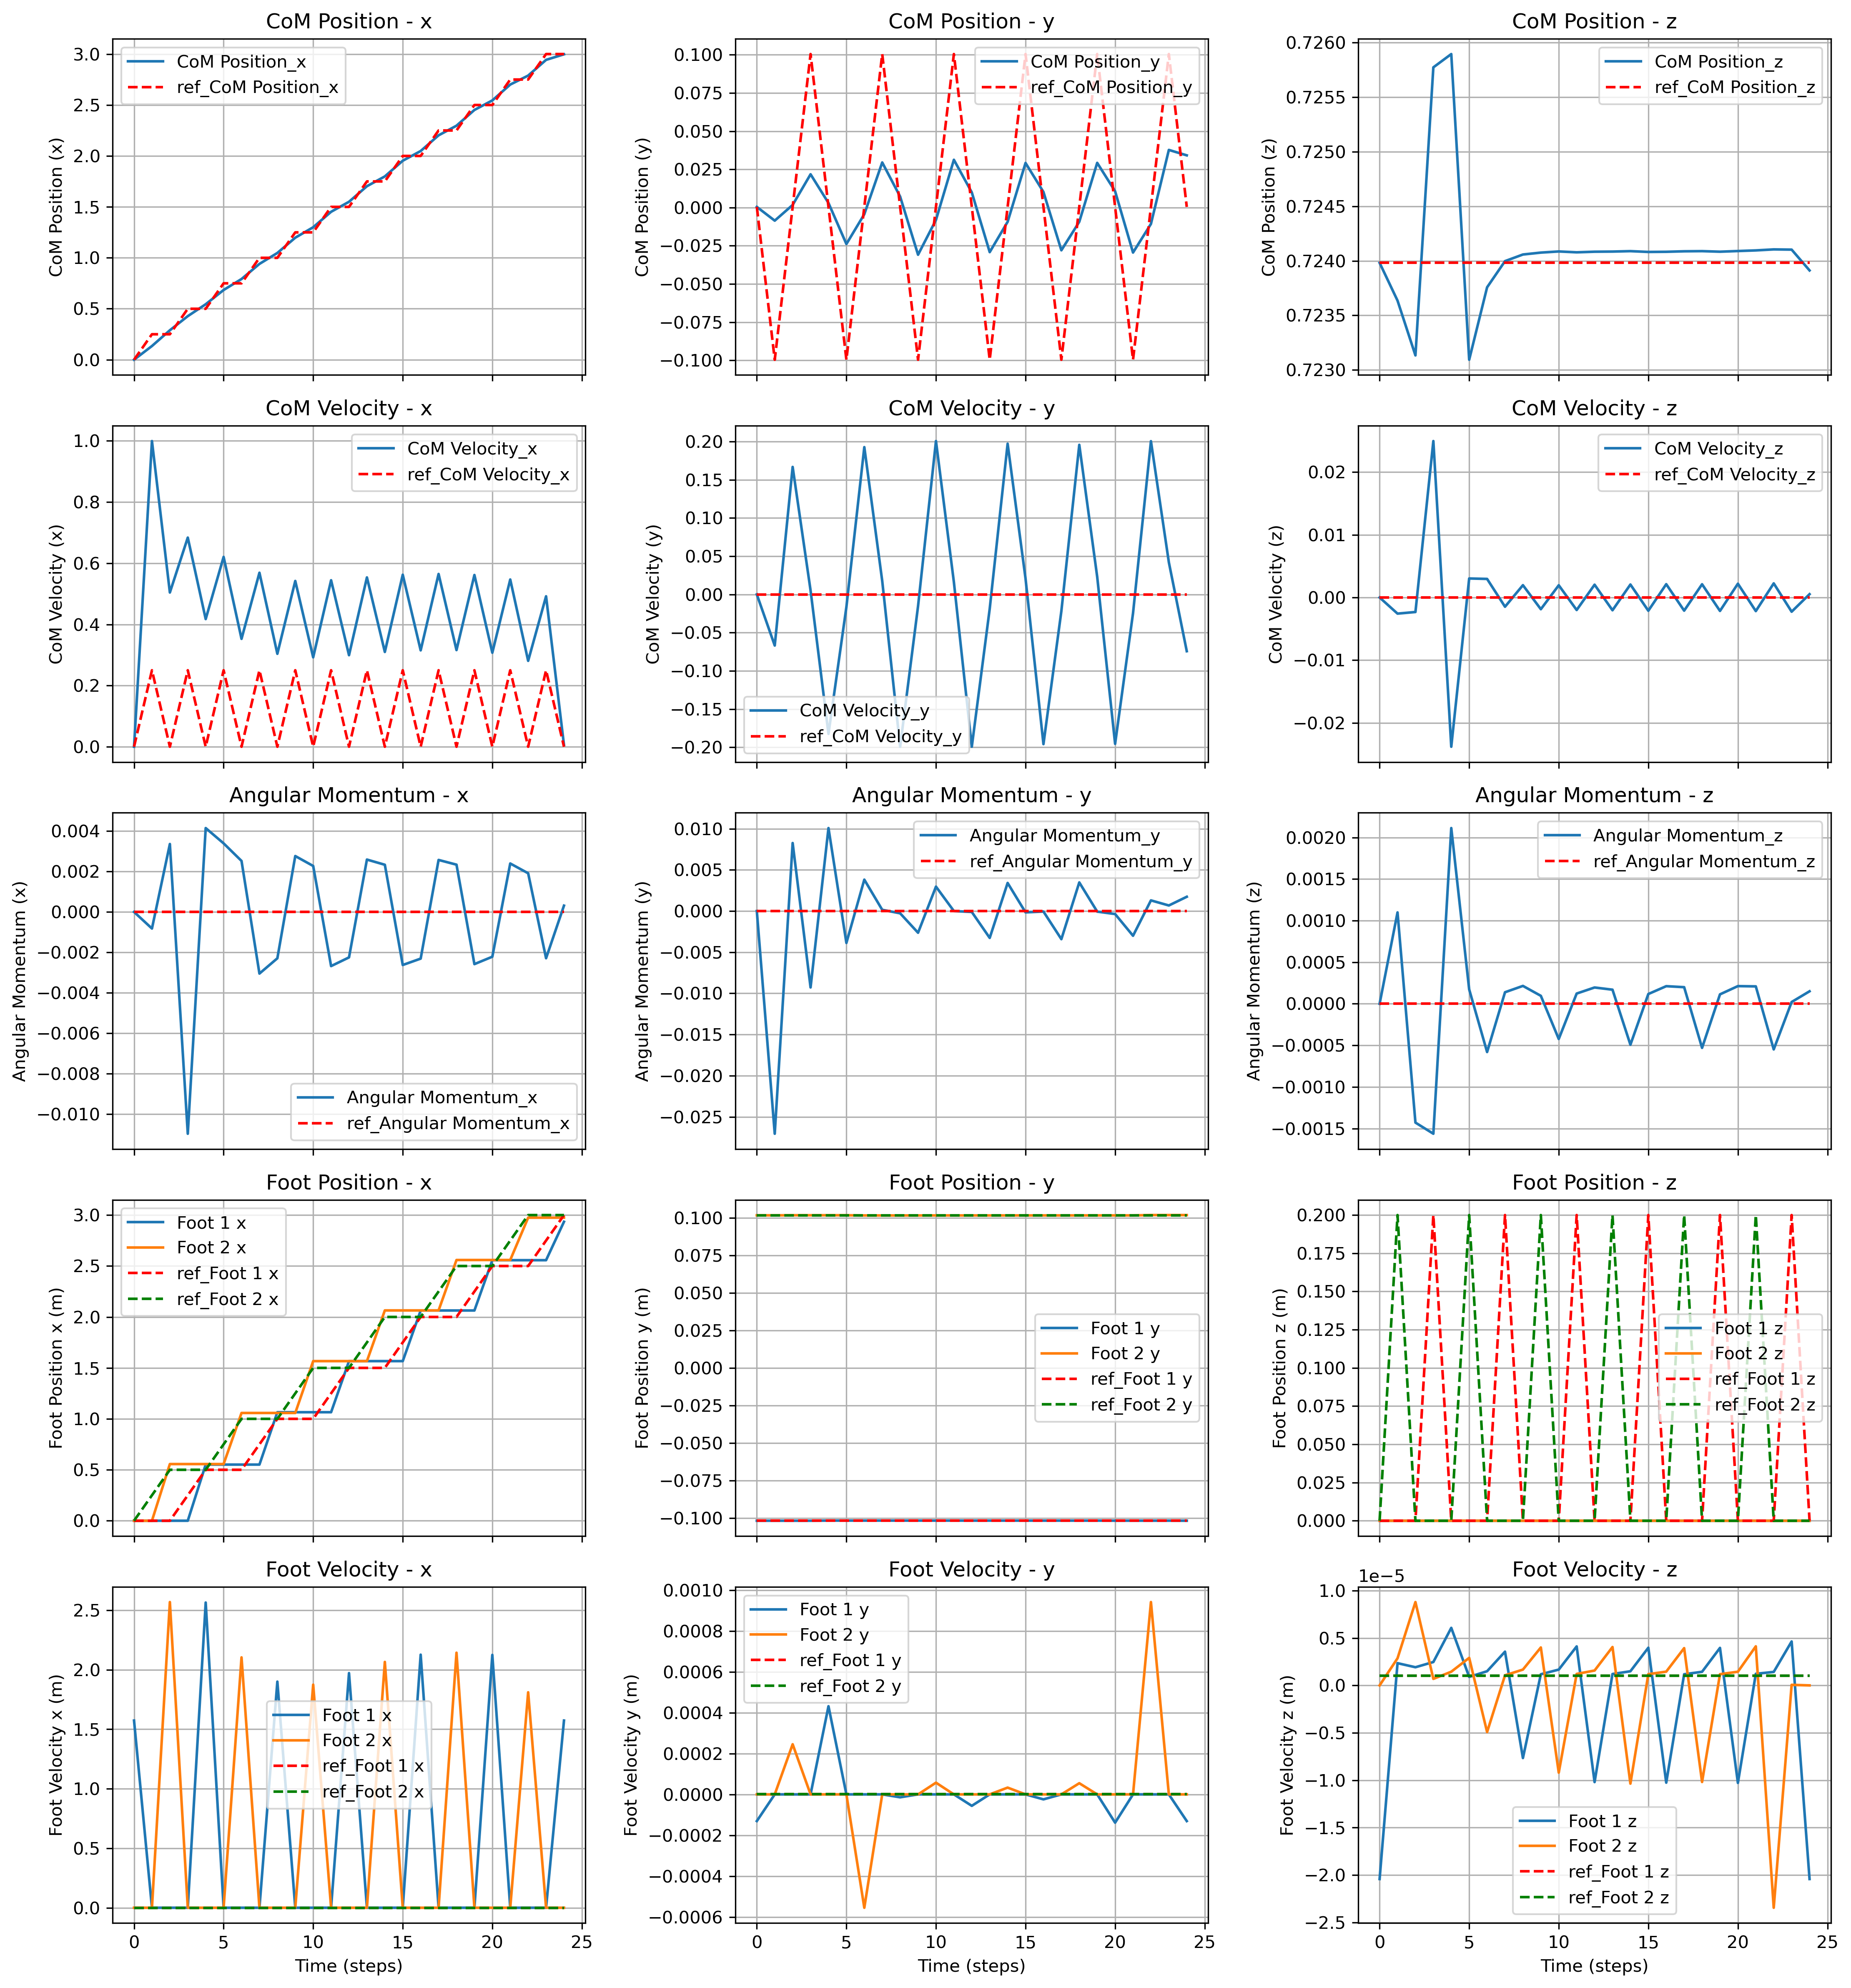 CoM Position - x
CoM Position (x)
3.0
2.5
2.0
1.5
1.0
0.5
0.0
CoM Position_x
ref_CoM Position_x
CoM Position - y
CoM Position (y)
0.100
0.075
0.050
0.025
0.000
−0.025
−0.050
−0.075
−0.100
CoM Position_y
ref_CoM Position_y
CoM Position - z
CoM Position (z)
0.7260
0.7255
0.7250
0.7245
0.7240
0.7235
0.7230
CoM Position_z
ref_CoM Position_z
CoM Velocity - x
CoM Velocity (x)
1.0
0.8
0.6
0.4
0.2
0.0
CoM Velocity_x
ref_CoM Velocity_x
CoM Velocity - y
CoM Velocity (y)
0.20
0.15
0.10
0.05
0.00
−0.05
−0.10
−0.15
−0.20
CoM Velocity_y
ref_CoM Velocity_y
CoM Velocity - z
CoM Velocity (z)
0.02
0.01
0.00
−0.01
−0.02
CoM Velocity_z
ref_CoM Velocity_z
Angular Momentum - x
Angular Momentum (x)
0.004
0.002
0.000
−0.002
−0.004
−0.006
−0.008
−0.010
Angular Momentum_x
ref_Angular Momentum_x
Angular Momentum - y
Angular Momentum (y)
0.010
0.005
0.000
−0.005
−0.010
−0.015
−0.020
−0.025
Angular Momentum_y
ref_Angular Momentum_y
Angular Momentum - z
Angular Momentum (z)
0.0020
0.0015
0.0010
0.0005
0.0000
−0.0005
−0.0010
−0.0015
Angular Momentum_z
ref_Angular Momentum_z
Foot Position - x
Foot Position x (m)
3.0
2.5
2.0
1.5
1.0
0.5
0.0
Foot 1 x
Foot 2 x
ref_Foot 1 x
ref_Foot 2 x
Foot Position - y
Foot Position y (m)
0.100
0.075
0.050
0.025
0.000
−0.025
−0.050
−0.075
−0.100
Foot 1 y
Foot 2 y
ref_Foot 1 y
ref_Foot 2 y
Foot Position - z
Foot Position z (m)
0.200
0.175
0.150
0.125
0.100
0.075
0.050
0.025
0.000
Foot 1 z
Foot 2 z
ref_Foot 1 z
ref_Foot 2 z
Foot Velocity - x
Foot Velocity x (m)
2.5
2.0
1.5
1.0
0.5
0.0
Foot 1 x
Foot 2 x
ref_Foot 1 x
ref_Foot 2 x
0 5 10 15 20 25
Time (steps)
Foot Velocity - y
Foot Velocity y (m)
0.0010
0.0008
0.0006
0.0004
0.0002
0.0000
−0.0002
−0.0004
−0.0006
Foot 1 y
Foot 2 y
ref_Foot 1 y
ref_Foot 2 y
0 5 10 15 20 25
Time (steps)
Foot Velocity - z
1e−5
Foot Velocity z (m)
1.0
0.5
0.0
−0.5
−1.0
−1.5
−2.0
−2.5
Foot 1 z
Foot 2 z
ref_Foot 1 z
ref_Foot 2 z
0 5 10 15 20 25
Time (steps)